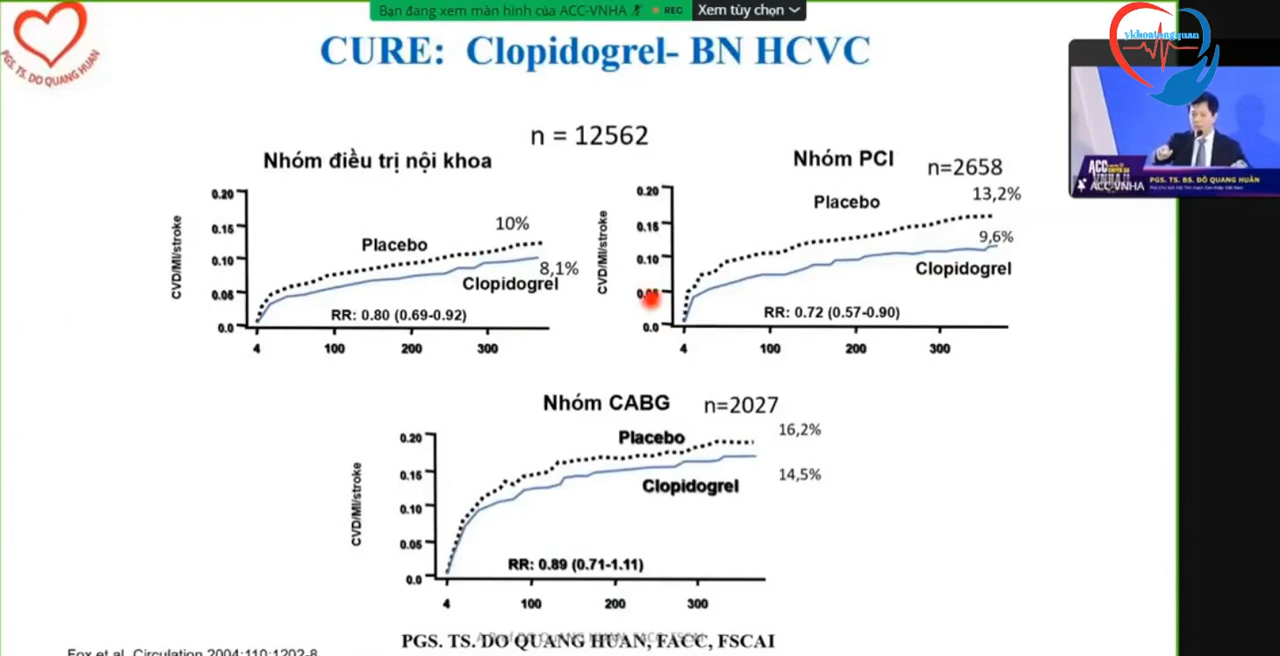 Bạn đang xem màn hình của ACC-VNHA
REC
Xem tùy chọn
PGS. TS. DO QUANG HUAN
ykhoatongquan
CURE: Clopidogrel- BN HCVC
n = 12562
Nhóm điều trị nội khoa
0.20
0.15
0.10
0.05
0.0
CVD/MI/stroke
Placebo
10%
8,1%
Clopidogrel
RR: 0.80 (0.69-0.92)
4 100 200 300
Nhóm PCI
n=2658
0.20
0.15
0.10
0.0
CVD/MI/stroke
Placebo
13,2%
9,6%
Clopidogrel
RR: 0.72 (0.57-0.90)
4 100 200 300
ACC
VNHA
ACC-VNHA
PGS. TS. BS. ĐỖ QUANG HUÂN
Nhóm CABG
n=2027
0.20
0.15
0.10
0.05
0.0
CVD/MI/stroke
Placebo
16,2%
14,5%
Clopidogrel
RR: 0.89 (0.71-1.11)
4 100 200 300
PGS. TS. DO QUANG HUAN, FACC, FSCAI
Fox et al. Circulation 2004;110:1202-8